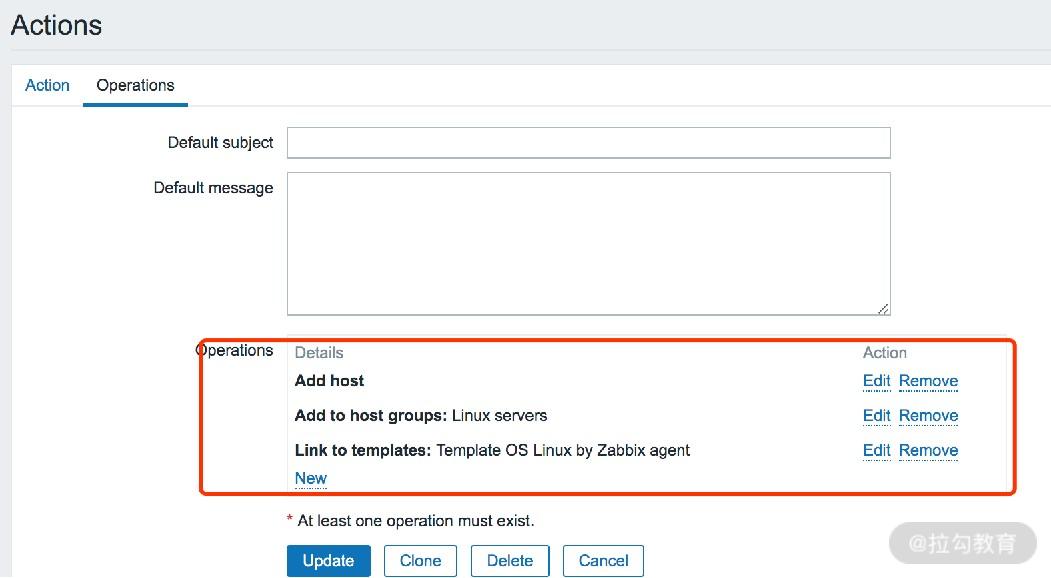 Actions
Action Operations
Default subject
Default message
Operations Details Action
Add host Edit Remove
Add to host groups: Linux servers Edit Remove
Link to templates: Template OS Linux by Zabbix agent Edit Remove
New
* At least one operation must exist.
Update Clone Delete Cancel
@拉勾教育